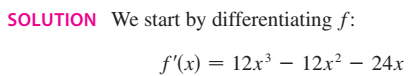 SOLUTION We start by differentiating f:
f′(x) = 12x³ − 12x² − 24x